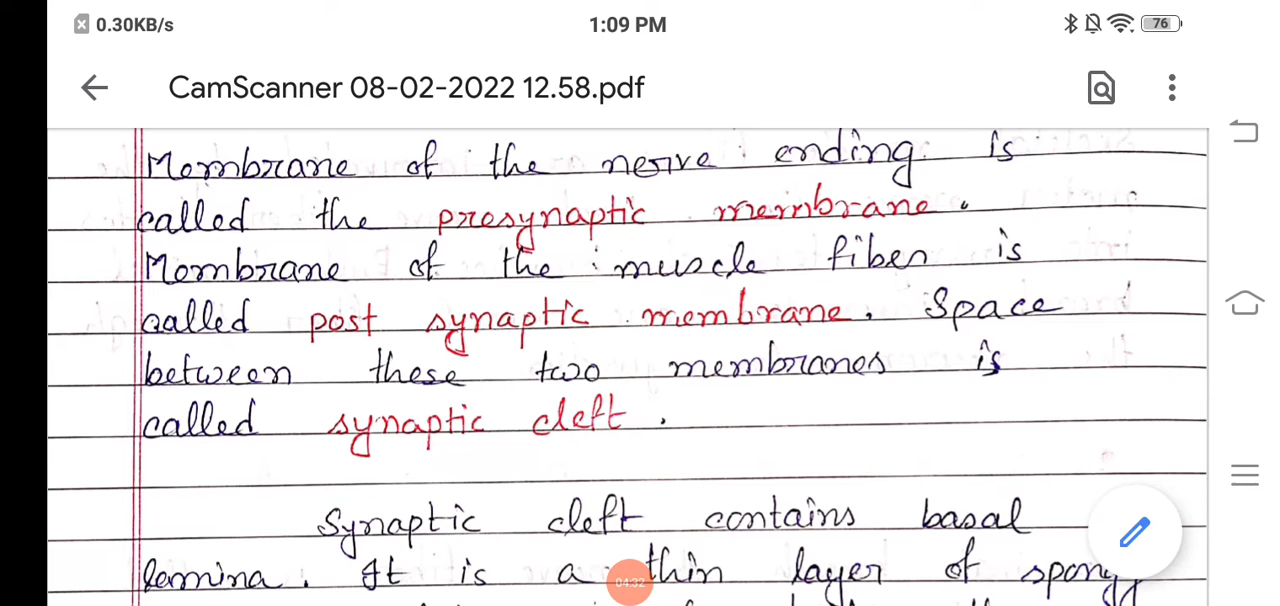 0.30KB/s 1:09 PM 76
CamScanner 08-02-2022 12.58.pdf
Membrane of the nerve ending is
called the presynaptic membrane.
Membrane of the muscle fiber is
called post synaptic membrane. Space
between these two membranes is
called synaptic cleft.
Synaptic cleft contains basal
lamina. It is a thin layer of spongy
04:32